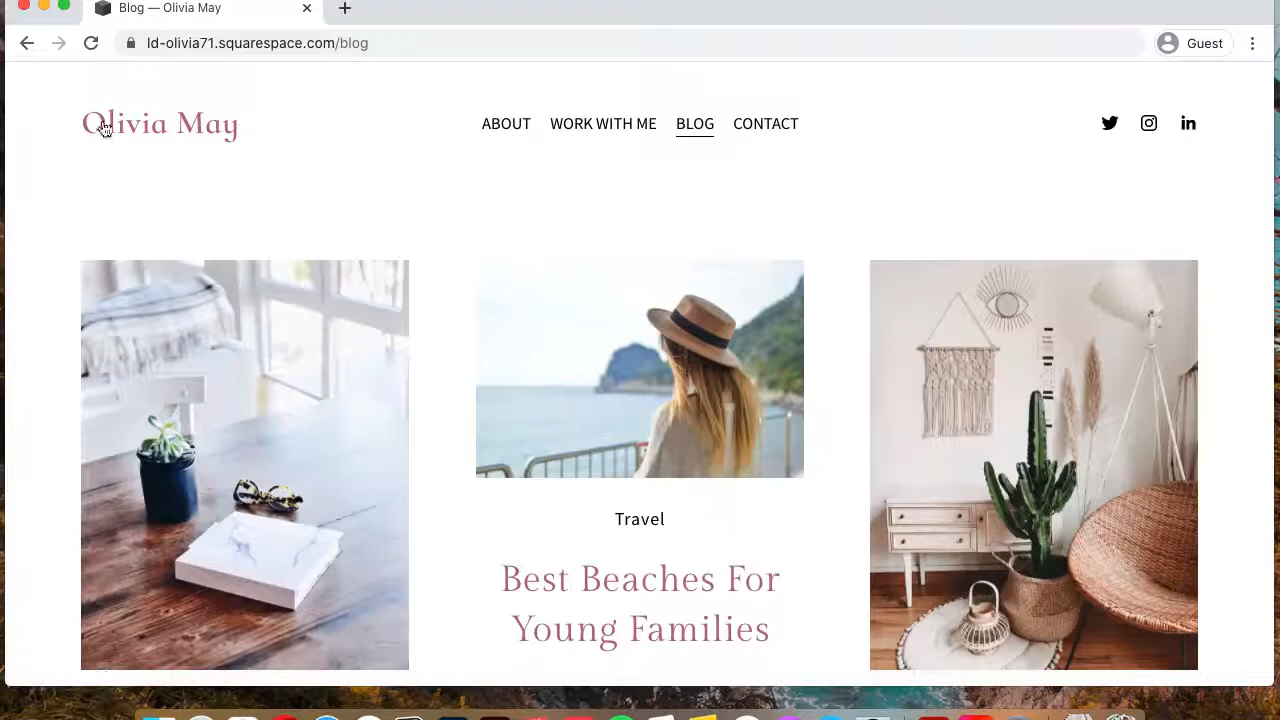 Blog — Olivia May
ld-olivia71.squarespace.com/blog
Guest
Olivia May
ABOUT WORK WITH ME BLOG CONTACT
Travel
Best Beaches For
Young Families